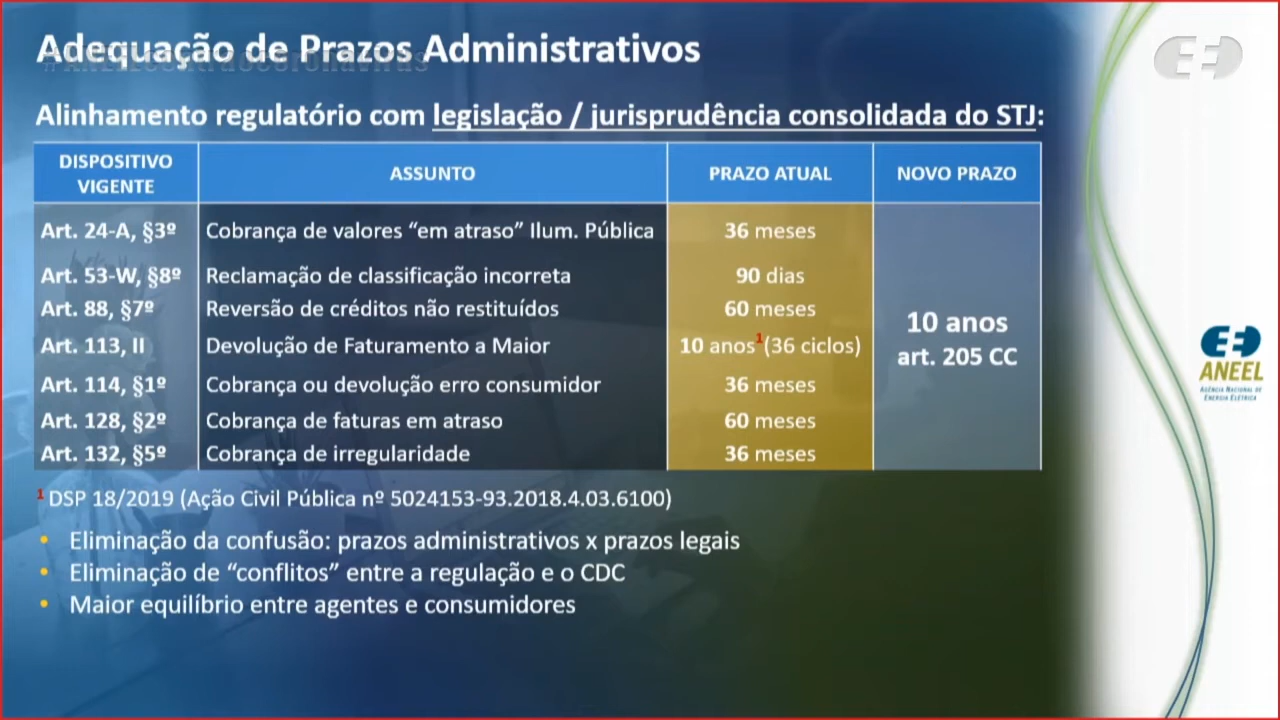 Adequação de Prazos Administrativos
Alinhamento regulatório com legislação / jurisprudência consolidada do STJ:
DISPOSITIVO VIGENTE ASSUNTO PRAZO ATUAL NOVO PRAZO
Art. 24-A, §3º Cobrança de valores “em atraso” Ilum. Pública 36 meses
Art. 53-W, §8º Reclamação de classificação incorreta 90 dias
Art. 88, §7º Reversão de créditos não restituídos 60 meses
10 anos
Art. 113, II Devolução de Faturamento a Maior 10 anos¹(36 ciclos)
art. 205 CC
Art. 114, §1º Cobrança ou devolução erro consumidor 36 meses
Art. 128, §2º Cobrança de faturas em atraso 60 meses
Art. 132, §5º Cobrança de irregularidade 36 meses
¹ DSP 18/2019 (Ação Civil Pública nº 5024153-93.2018.4.03.6100)
• Eliminação da confusão: prazos administrativos x prazos legais
• Eliminação de “conflitos” entre a regulação e o CDC
• Maior equilíbrio entre agentes e consumidores
ANEEL
AGÊNCIA NACIONAL DE
ENERGIA ELÉTRICA